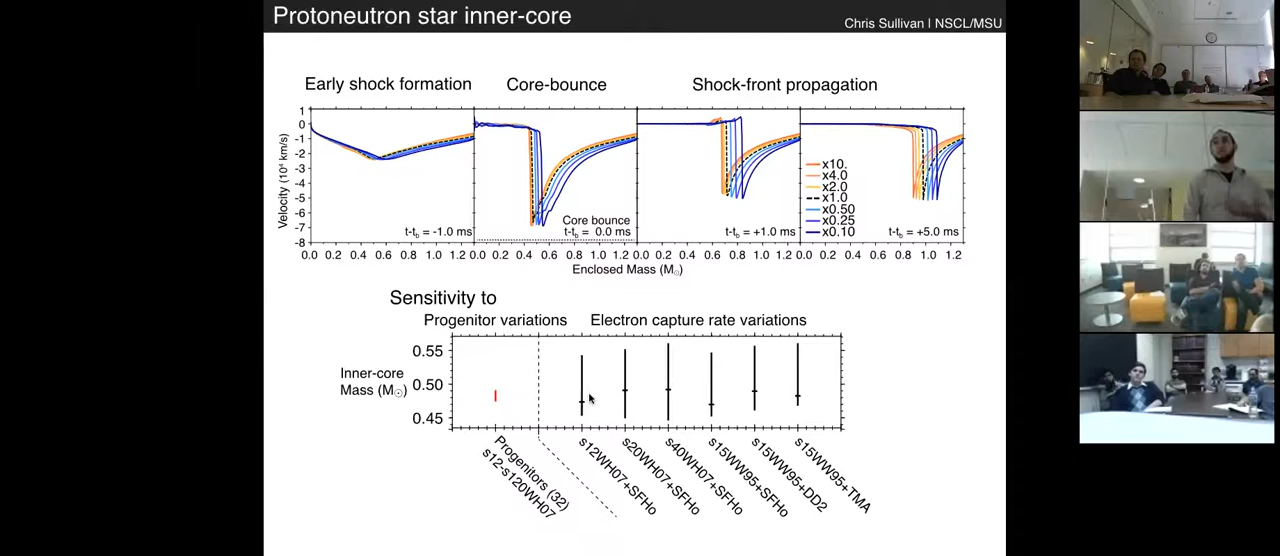 Protoneutron star inner-core
Chris Sullivan | NSCL/MSU
Early shock formation
Core-bounce
Shock-front propagation
Velocity (10⁴ km/s)
1
0
-1
-2
-3
-4
-5
-6
-7
-8
t-t_b = -1.0 ms
Core bounce
t-t_b = 0.0 ms
t-t_b = +1.0 ms
x10.
x4.0
x2.0
x1.0
x0.50
x0.25
x0.10
t-t_b = +5.0 ms
0.0 0.2 0.4 0.6 0.8 1.0 1.2 0.0 0.2 0.4 0.6 0.8 1.0 1.2 0.0 0.2 0.4 0.6 0.8 1.0 1.2 0.0 0.2 0.4 0.6 0.8 1.0 1.2
Enclosed Mass (M☉)
Sensitivity to
Progenitor variations
Electron capture rate variations
Inner-core
Mass (M☉)
0.55
0.50
0.45
Progenitors (32)
s12-s120WH07
s12WH07+SFHo
s20WH07+SFHo
s40WH07+SFHo
s15WW95+SFHo
s15WW95+DD2
s15WW95+TMA